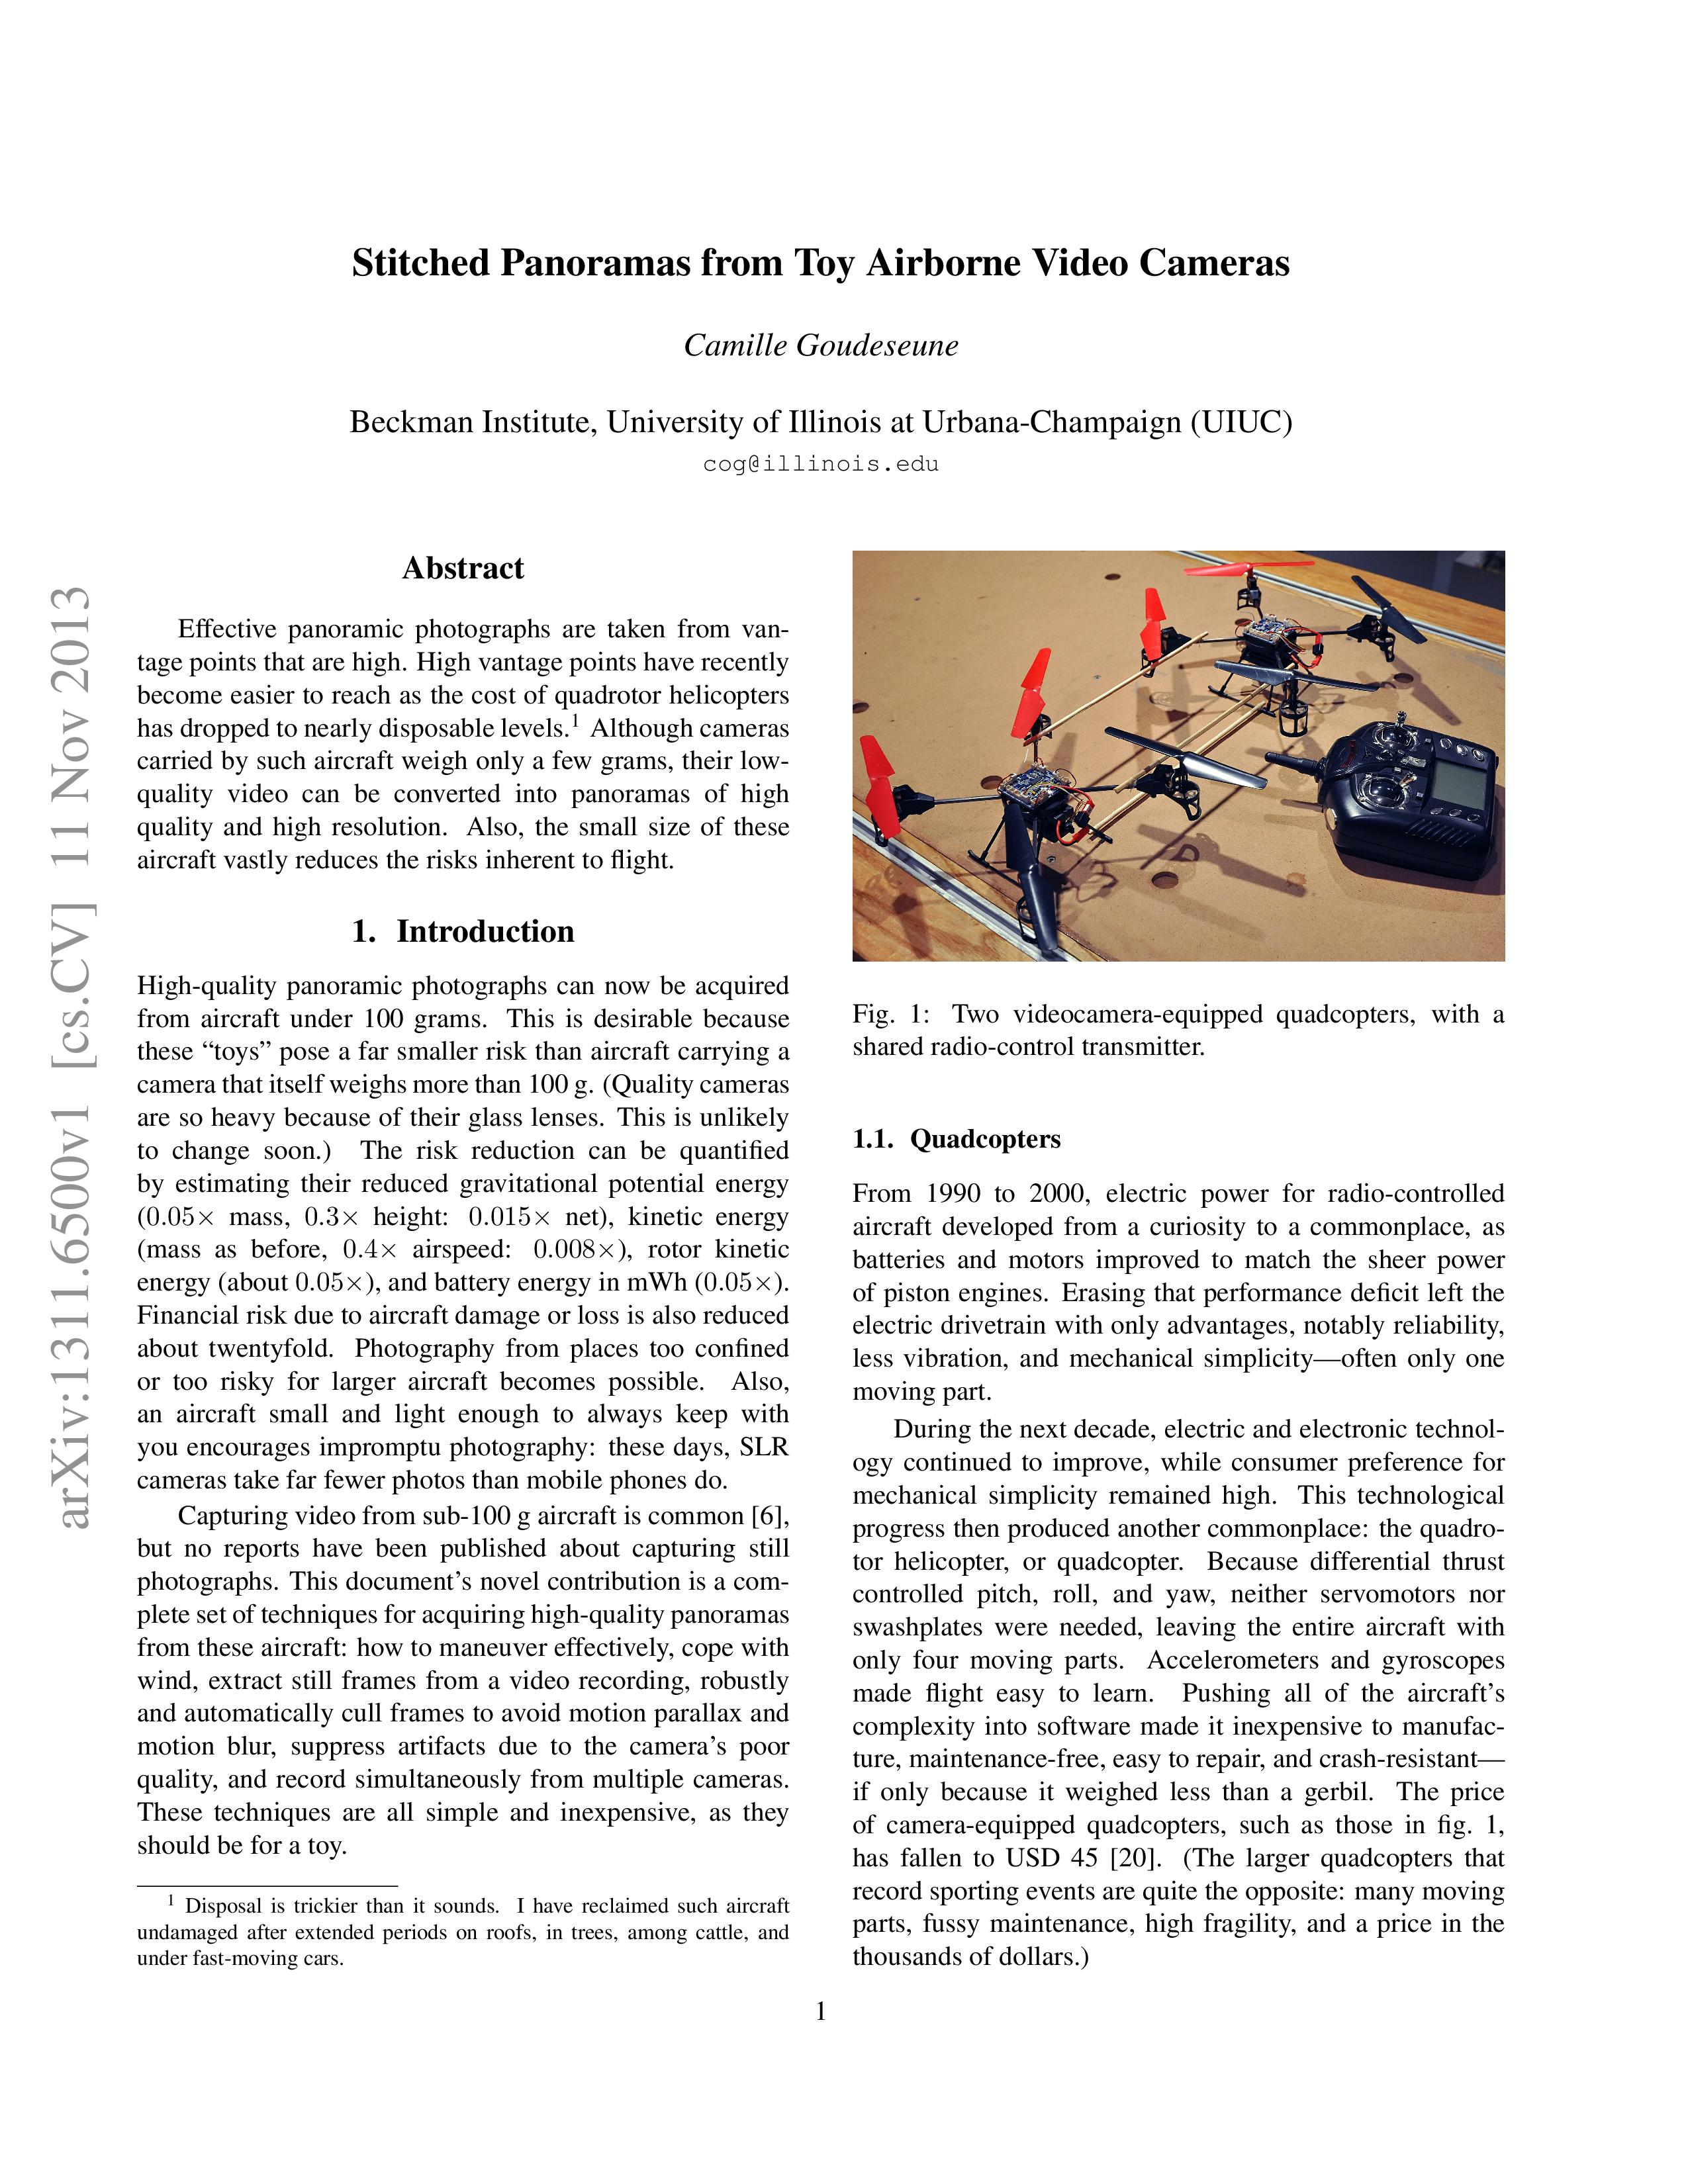 Stitched Panoramas from Toy Airborne Video Cameras
Camille Goudeseune
Beckman Institute, University of Illinois at Urbana-Champaign (UIUC)
cog@illinois.edu
arXiv:1311.6500v1 [cs.CV] 11 Nov 2013
Abstract
Effective panoramic photographs are taken from van-
tage points that are high. High vantage points have recently
become easier to reach as the cost of quadrotor helicopters
has dropped to nearly disposable levels.1 Although cameras
carried by such aircraft weigh only a few grams, their low-
quality video can be converted into panoramas of high
quality and high resolution. Also, the small size of these
aircraft vastly reduces the risks inherent to flight.
1. Introduction
High-quality panoramic photographs can now be acquired
from aircraft under 100 grams. This is desirable because
these “toys” pose a far smaller risk than aircraft carrying a
camera that itself weighs more than 100 g. (Quality cameras
are so heavy because of their glass lenses. This is unlikely
to change soon.) The risk reduction can be quantified
by estimating their reduced gravitational potential energy
(0.05× mass, 0.3× height: 0.015× net), kinetic energy
(mass as before, 0.4× airspeed: 0.008×), rotor kinetic
energy (about 0.05×), and battery energy in mWh (0.05×).
Financial risk due to aircraft damage or loss is also reduced
about twentyfold. Photography from places too confined
or too risky for larger aircraft becomes possible. Also,
an aircraft small and light enough to always keep with
you encourages impromptu photography: these days, SLR
cameras take far fewer photos than mobile phones do.
Capturing video from sub-100 g aircraft is common [6],
but no reports have been published about capturing still
photographs. This document’s novel contribution is a com-
plete set of techniques for acquiring high-quality panoramas
from these aircraft: how to maneuver effectively, cope with
wind, extract still frames from a video recording, robustly
and automatically cull frames to avoid motion parallax and
motion blur, suppress artifacts due to the camera’s poor
quality, and record simultaneously from multiple cameras.
These techniques are all simple and inexpensive, as they
should be for a toy.
1 Disposal is trickier than it sounds. I have reclaimed such aircraft
undamaged after extended periods on roofs, in trees, among cattle, and
under fast-moving cars.
Fig. 1: Two videocamera-equipped quadcopters, with a
shared radio-control transmitter.
1.1. Quadcopters
From 1990 to 2000, electric power for radio-controlled
aircraft developed from a curiosity to a commonplace, as
batteries and motors improved to match the sheer power
of piston engines. Erasing that performance deficit left the
electric drivetrain with only advantages, notably reliability,
less vibration, and mechanical simplicity—often only one
moving part.
During the next decade, electric and electronic technol-
ogy continued to improve, while consumer preference for
mechanical simplicity remained high. This technological
progress then produced another commonplace: the quadro-
tor helicopter, or quadcopter. Because differential thrust
controlled pitch, roll, and yaw, neither servomotors nor
swashplates were needed, leaving the entire aircraft with
only four moving parts. Accelerometers and gyroscopes
made flight easy to learn. Pushing all of the aircraft’s
complexity into software made it inexpensive to manufac-
ture, maintenance-free, easy to repair, and crash-resistant—
if only because it weighed less than a gerbil. The price
of camera-equipped quadcopters, such as those in fig. 1,
has fallen to USD 45 [20]. (The larger quadcopters that
record sporting events are quite the opposite: many moving
parts, fussy maintenance, high fragility, and a price in the
thousands of dollars.)
1